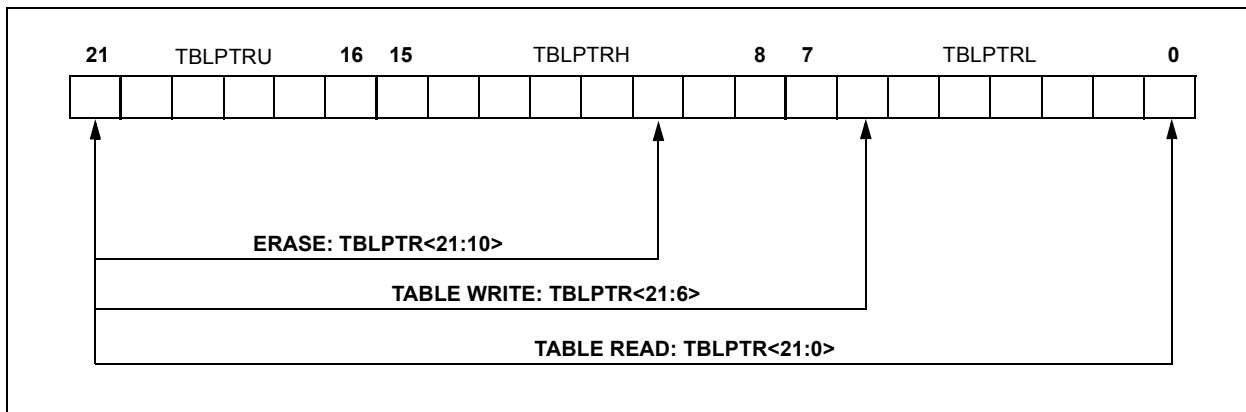 21 TBLPTRU 16 15 TBLPTRH 8 7 TBLPTRL 0
ERASE: TBLPTR<21:10>
TABLE WRITE: TBLPTR<21:6>
TABLE READ: TBLPTR<21:0>